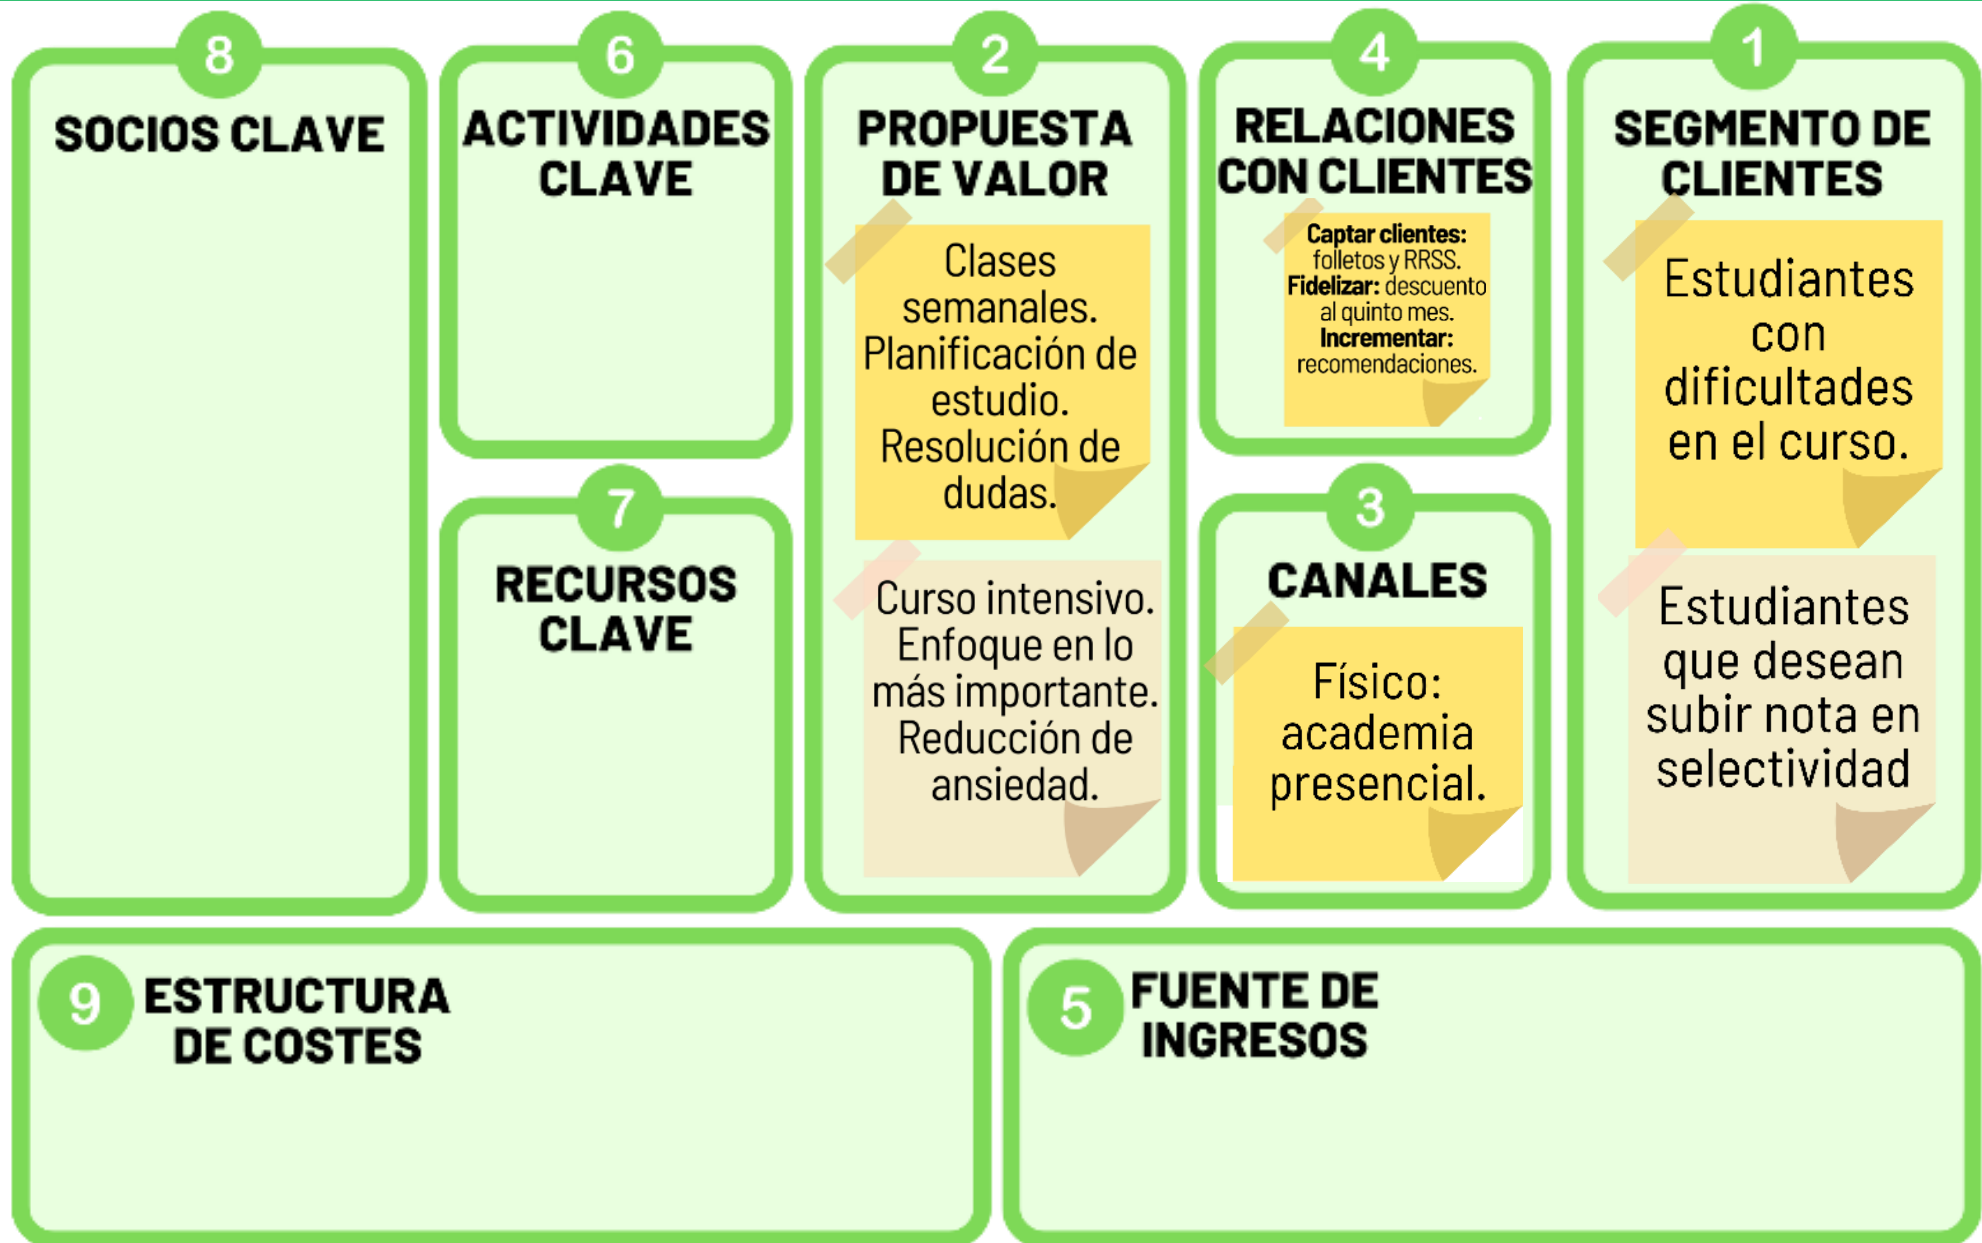 8
SOCIOS CLAVE
6
ACTIVIDADES
CLAVE
7
RECURSOS
CLAVE
2
PROPUESTA
DE VALOR
Clases
semanales.
Planificación de
estudio.
Resolución de
dudas.
Curso intensivo.
Enfoque en lo
más importante.
Reducción de
ansiedad.
4
RELACIONES
CON CLIENTES
Captar clientes:
folletos y RRSS.
Fidelizar: descuento
al quinto mes.
Incrementar:
recomendaciones.
3
CANALES
Físico:
academia
presencial.
1
SEGMENTO DE
CLIENTES
Estudiantes
con
dificultades
en el curso.
Estudiantes
que desean
subir nota en
selectividad
9
ESTRUCTURA
DE COSTES
5
FUENTE DE
INGRESOS